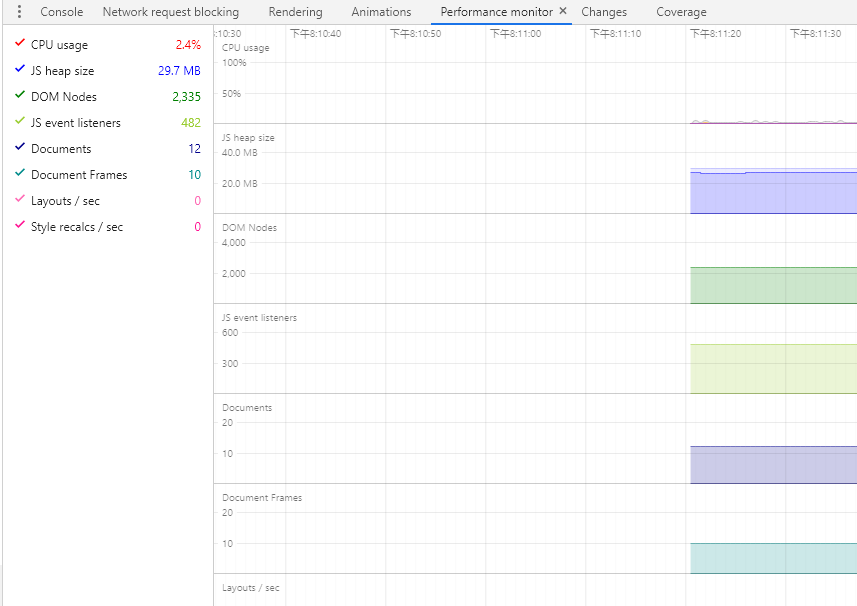 Console Network request blocking Rendering Animations Performance monitor × Changes Coverage
CPU usage 2.4%
JS heap size 29.7 MB
DOM Nodes 2,335
JS event listeners 482
Documents 12
Document Frames 10
Layouts / sec 0
Style recalcs / sec 0
:10:30 下午8:10:40 下午8:10:50 下午8:11:00 下午8:11:10 下午8:11:20 下午8:11:30
CPU usage
100%
50%
JS heap size
40.0 MB
20.0 MB
DOM Nodes
4,000
2,000
JS event listeners
600
300
Documents
20
10
Document Frames
20
10
Layouts / sec